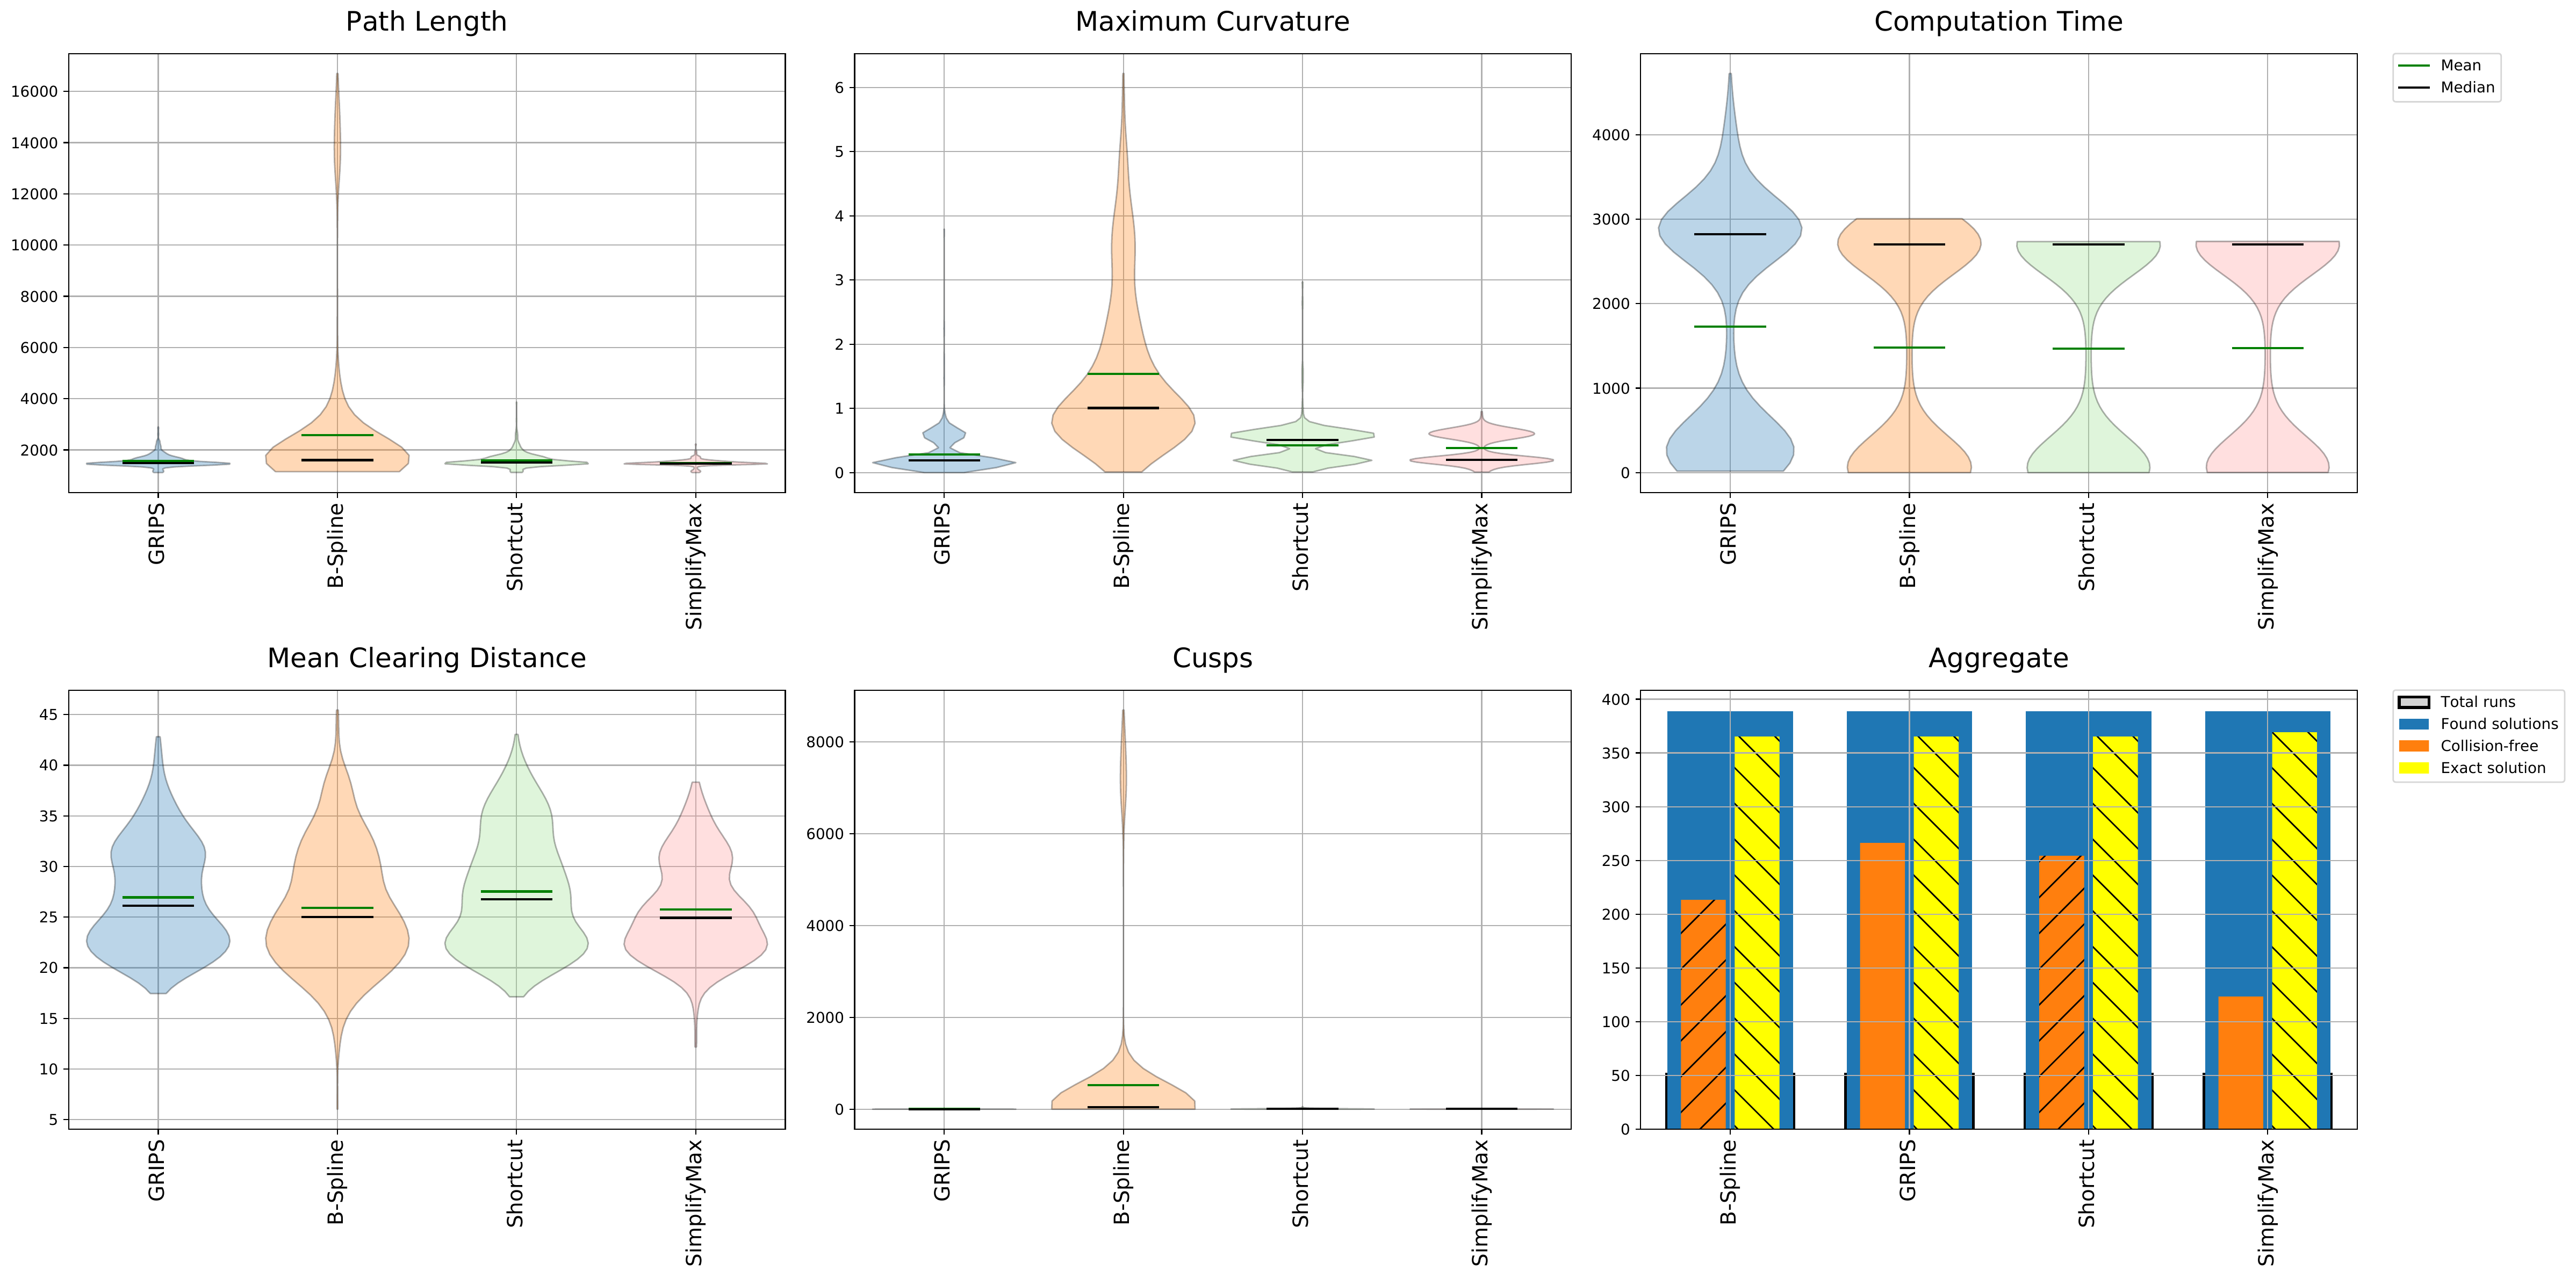 Path Length
16000
14000
12000
10000
8000
6000
4000
2000
GRIPS
B-Spline
Shortcut
SimplifyMax
Maximum Curvature
6
5
4
3
2
1
0
GRIPS
B-Spline
Shortcut
SimplifyMax
Computation Time
4000
3000
2000
1000
0
GRIPS
B-Spline
Shortcut
SimplifyMax
Mean
Median
Mean Clearing Distance
45
40
35
30
25
20
15
10
5
GRIPS
B-Spline
Shortcut
SimplifyMax
Cusps
8000
6000
4000
2000
0
GRIPS
B-Spline
Shortcut
SimplifyMax
Aggregate
400
350
300
250
200
150
100
50
0
B-Spline
GRIPS
Shortcut
SimplifyMax
Total runs
Found solutions
Collision-free
Exact solution